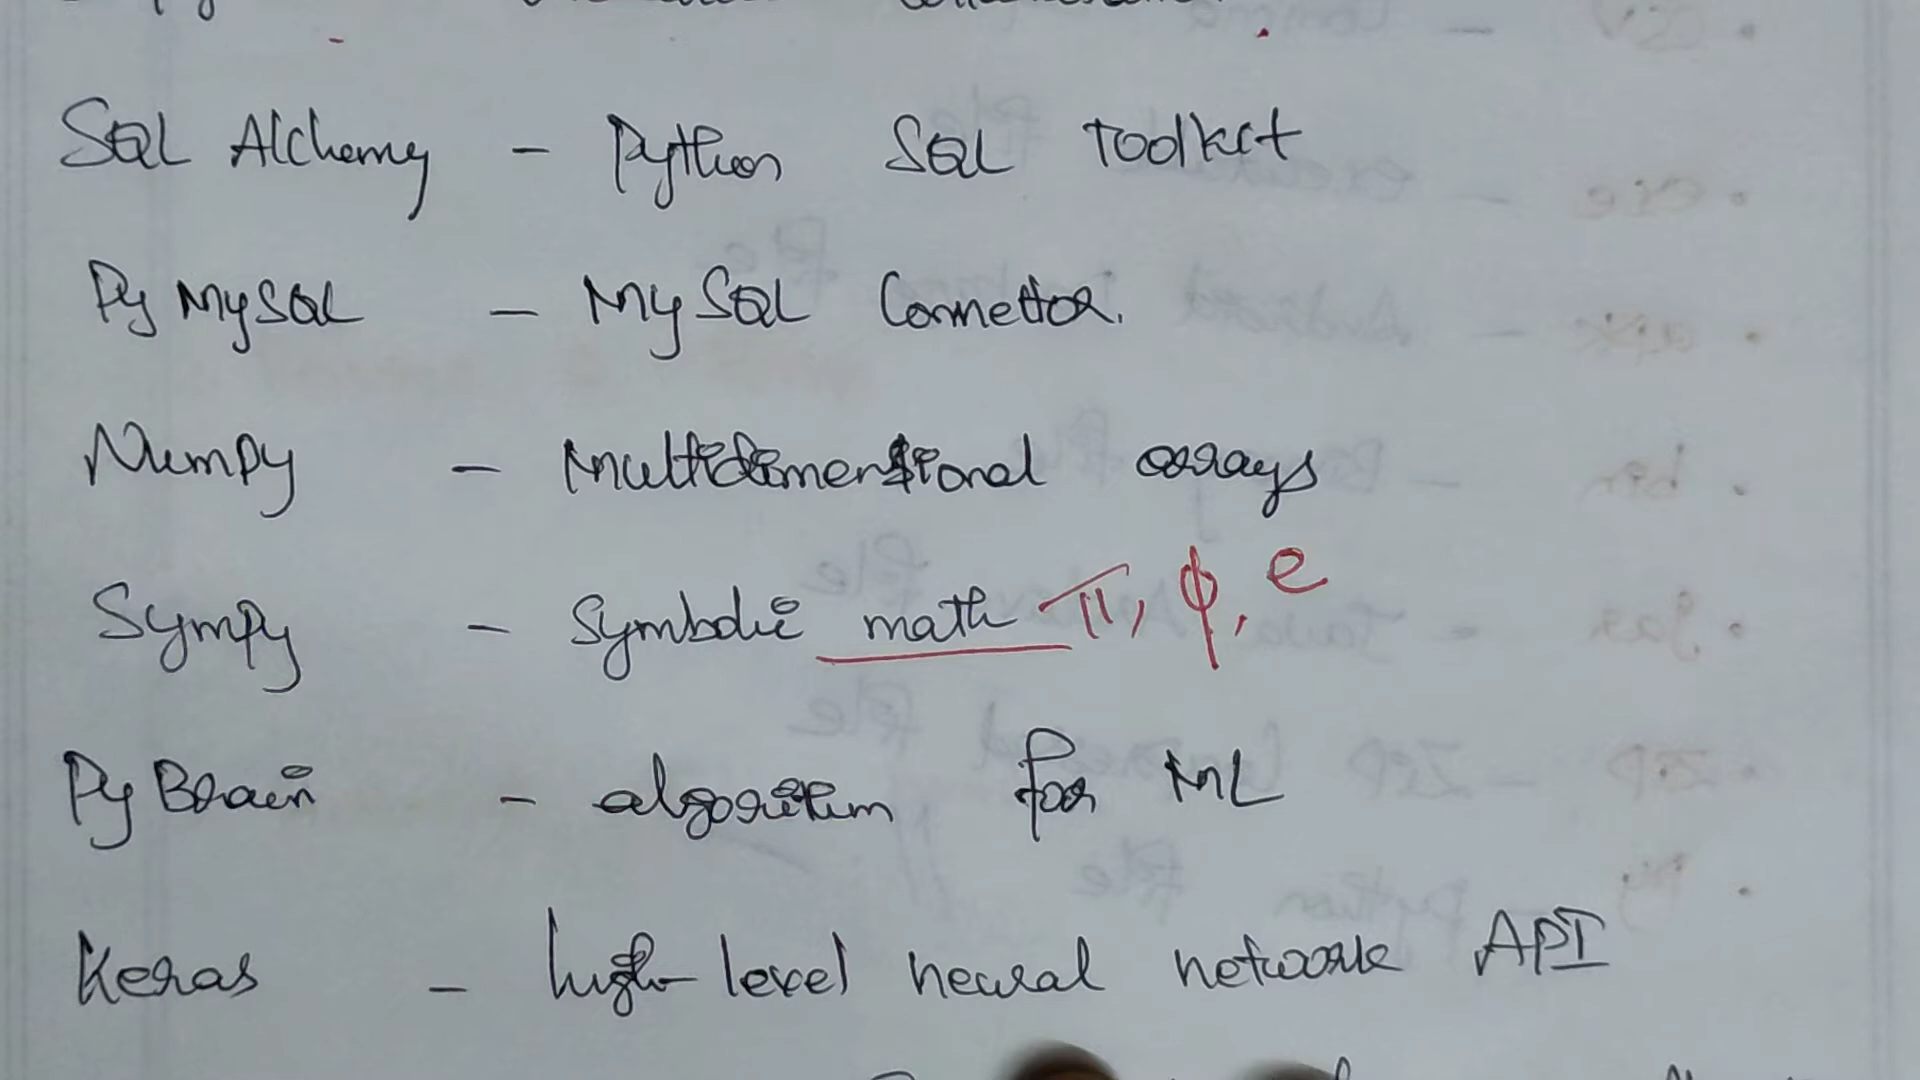 SQL Alchemy - Python SQL Toolkit
Py MySQL - MySQL Connettor.
Numpy - Multidimensional arrays
Sympy - Symbolic math π, φ, e
Py Brain - algorithm for ML
Keras - high-level neural network API